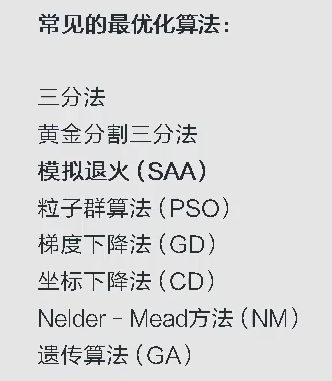 常见的最优化算法：
三分法
黄金分割三分法
模拟退火（SAA）
粒子群算法（PSO）
梯度下降法（GD）
坐标下降法（CD）
Nelder - Mead方法（NM）
遗传算法（GA）